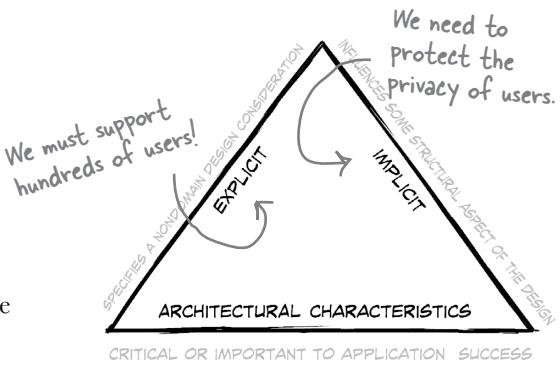 We need to
protect the
privacy of users.
We must support
hundreds of users!
SPECIFIES A NONDOMAIN DESIGN CONSIDERATION
INFLUENCES SOME STRUCTURAL ASPECT OF THE DESIGN
EXPLICIT
IMPLICIT
ARCHITECTURAL CHARACTERISTICS
e
CRITICAL OR IMPORTANT TO APPLICATION SUCCESS